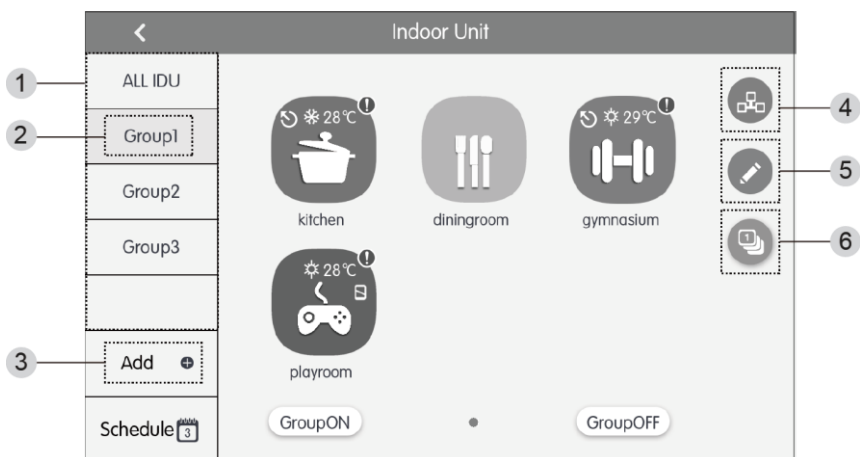 Indoor Unit
1
ALL IDU
2
Group1
Group2
Group3
3
Add
Schedule 3
28℃
kitchen
diningroom
29℃
gymnasium
28℃
playroom
GroupON
GroupOFF
4
5
1
6